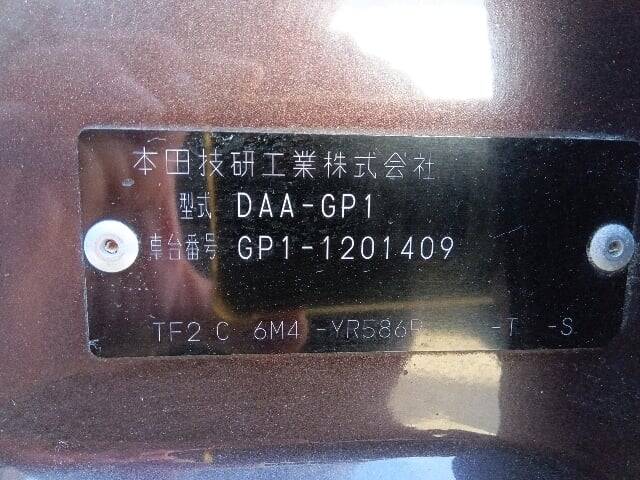 本田技研工業株式会社
型式 DAA-GP1
車台番号 GP1-1201409
TF2 C 6M4 -YR586P -T -S